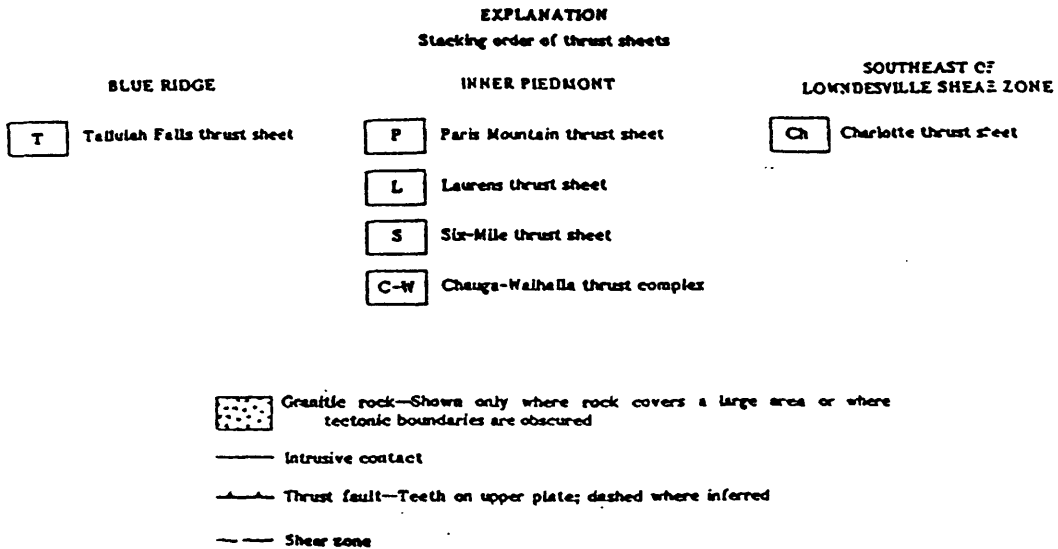 EXPLANATION
Stacking order of thrust sheets
BLUE RIDGE
T Tallulah Falls thrust sheet
INNER PIEDMONT
P Paris Mountain thrust sheet
L Laurens thrust sheet
S Six-Mile thrust sheet
C-W Chauga-Walhalla thrust complex
SOUTHEAST OF
LOWNDESVILLE SHEAR ZONE
Ch Charlotte thrust sheet
Granitic rock—Shown only where rock covers a large area or where
tectonic boundaries are obscured
Intrusive contact
Thrust fault—Teeth on upper plate; dashed where inferred
Shear zone